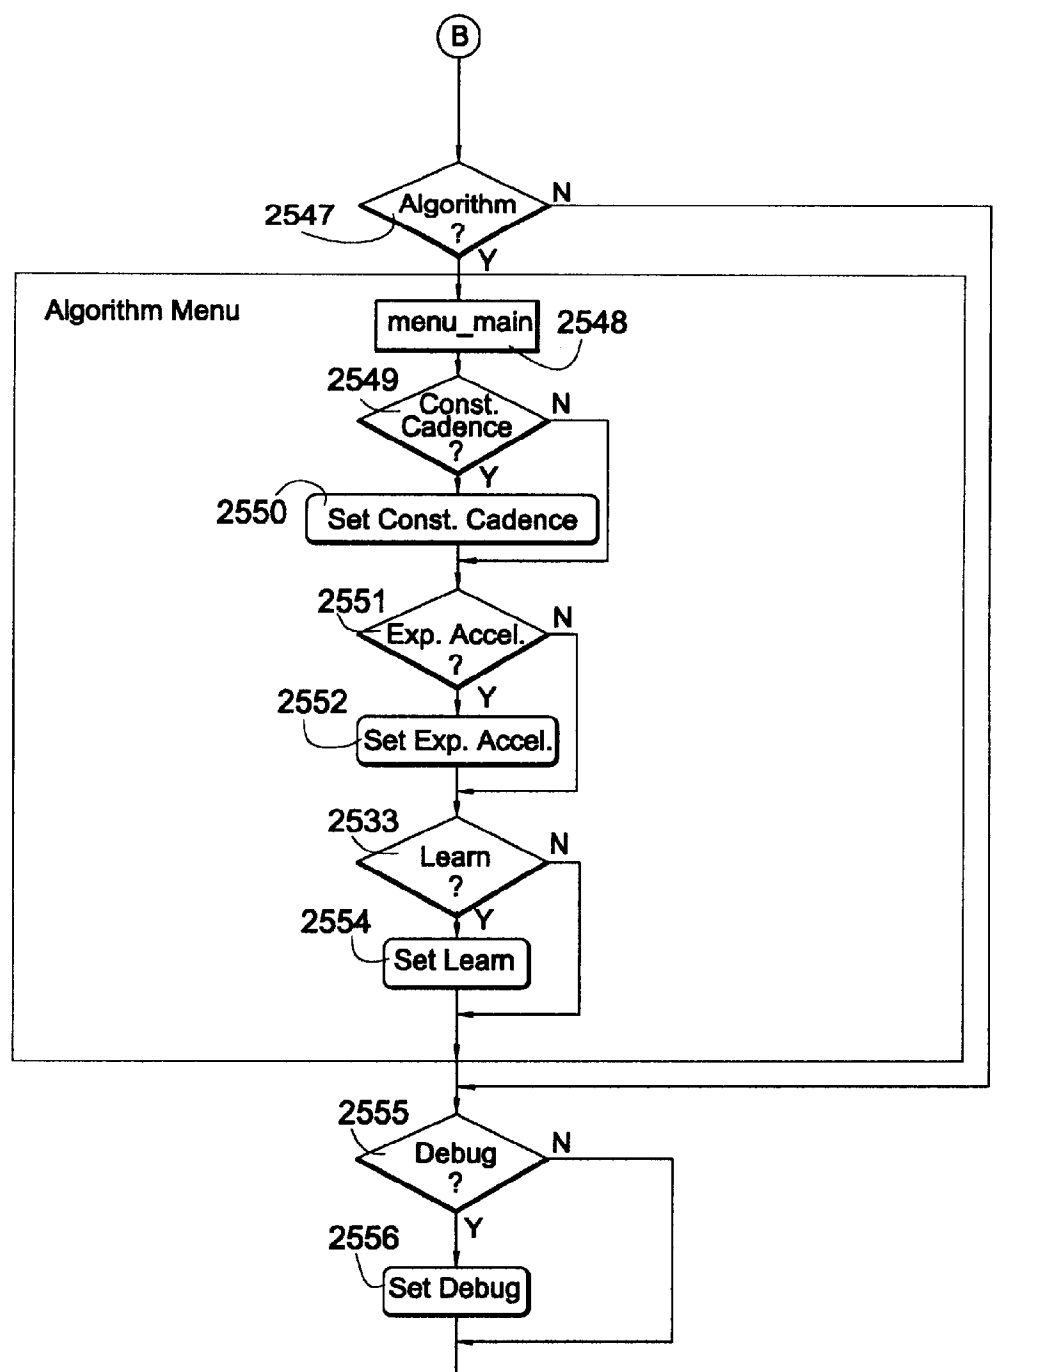 B
N
Algorithm
2547
?
Y
Algorithm Menu
menu_main
2548
2549
Const.
N
Cadence
?
Y
2550
Set Const. Cadence
2551
N
Exp. Accel.
?
Y
2552
Set Exp. Accel.
2533
N
Learn
?
Y
2554
Set Learn
2555
N
Debug
?
Y
2556
Set Debug